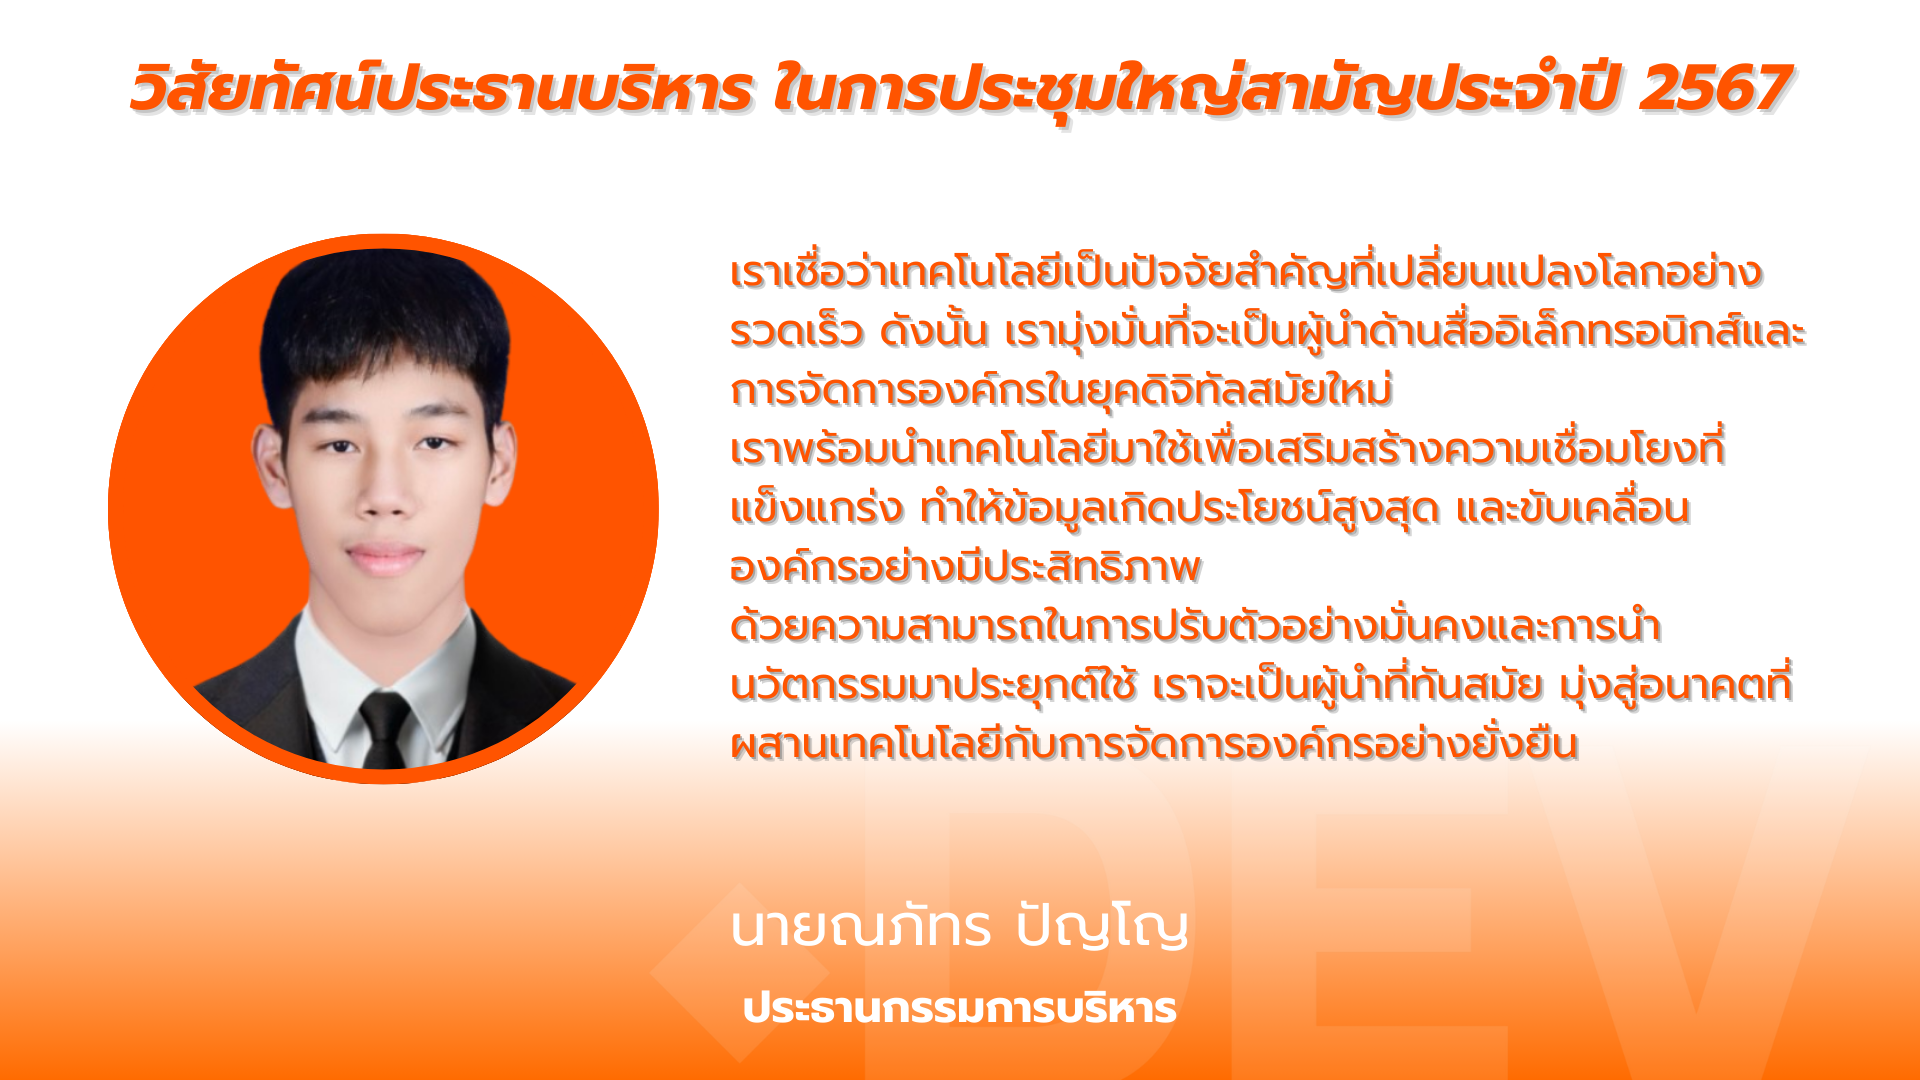 วิสัยทัศน์ประธานบริหาร ในการประชุมใหญ่สามัญประจำปี 2567
เราเชื่อว่าเทคโนโลยีเป็นปัจจัยสำคัญที่เปลี่ยนแปลงโลกอย่าง
รวดเร็ว ดังนั้น เรามุ่งมั่นที่จะเป็นผู้นำด้านสื่ออิเล็กทรอนิกส์และ
การจัดการองค์กรในยุคดิจิทัลสมัยใหม่
เราพร้อมนำเทคโนโลยีมาใช้เพื่อเสริมสร้างความเชื่อมโยงที่
แข็งแกร่ง ทำให้ข้อมูลเกิดประโยชน์สูงสุด และขับเคลื่อน
องค์กรอย่างมีประสิทธิภาพ
ด้วยความสามารถในการปรับตัวอย่างมั่นคงและการนำ
นวัตกรรมมาประยุกต์ใช้ เราจะเป็นผู้นำที่ทันสมัย มุ่งสู่อนาคตที่
ผสานเทคโนโลยีกับการจัดการองค์กรอย่างยั่งยืน
DEV
นายณภัทร ปัญโญ
ประธานกรรมการบริหาร